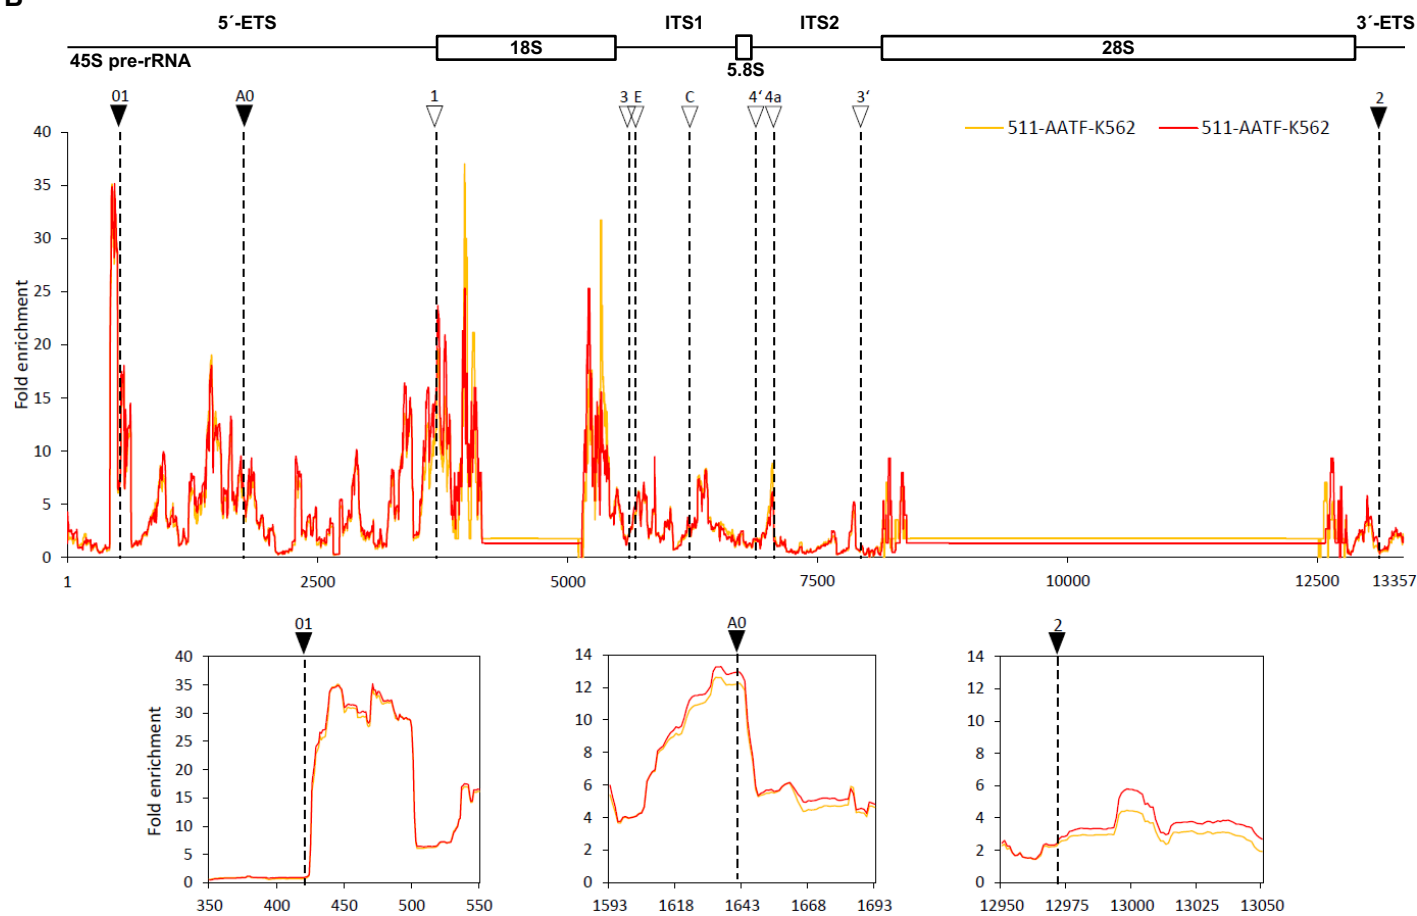 5´-ETS ITS1 ITS2 3´-ETS
18S 28S
45S pre-rRNA 5.8S
01 A0 1 3 E C 4‘ 4a 3‘ 2
511-AATF-K562 511-AATF-K562
40
35
30
25
20
15
10
5
0
Fold enrichment
1 2500 5000 7500 10000 12500 13357
01 A0 2
40
35
30
25
20
15
10
5
0
Fold enrichment
350 400 450 500 550
14
12
10
8
6
4
2
0
1593 1618 1643 1668 1693
14
12
10
8
6
4
2
0
12950 12975 13000 13025 13050